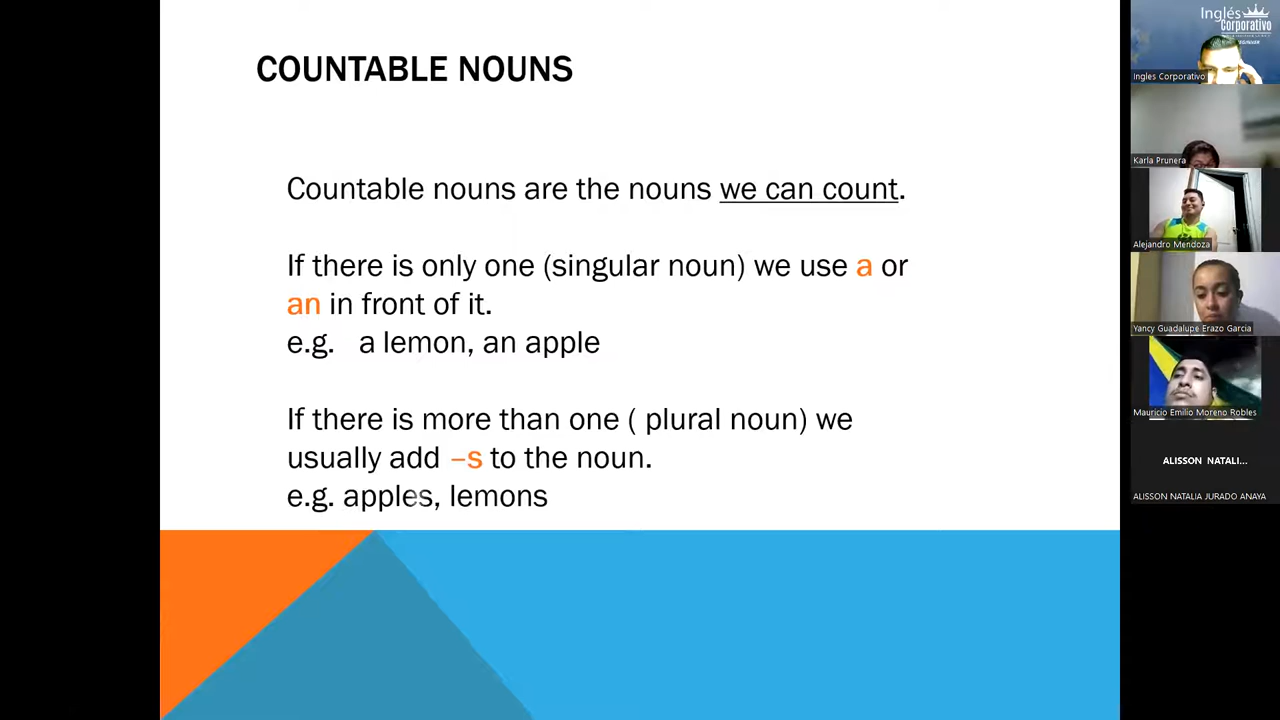 COUNTABLE NOUNS
Countable nouns are the nouns we can count.
If there is only one (singular noun) we use a or
an in front of it.
e.g. a lemon, an apple
If there is more than one ( plural noun) we
usually add –s to the noun.
e.g. apples, lemons
Inglés
Corporativo
Ingles Corporativo
Karla Prunera
Alejandro Mendoza
Yancy Guadalupe Erazo Garcia
Mauricio Emilio Moreno Robles
ALISSON NATALI...
ALISSON NATALIA JURADO ANAYA